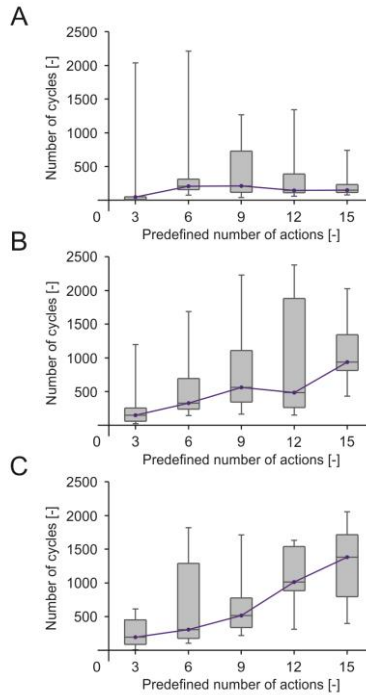 A
Number of cycles [-]
2500
2000
1500
1000
500
0
3 6 9 12 15
Predefined number of actions [-]
B
Number of cycles [-]
2500
2000
1500
1000
500
0
3 6 9 12 15
Predefined number of actions [-]
C
Number of cycles [-]
2500
2000
1500
1000
500
0
3 6 9 12 15
Predefined number of actions [-]